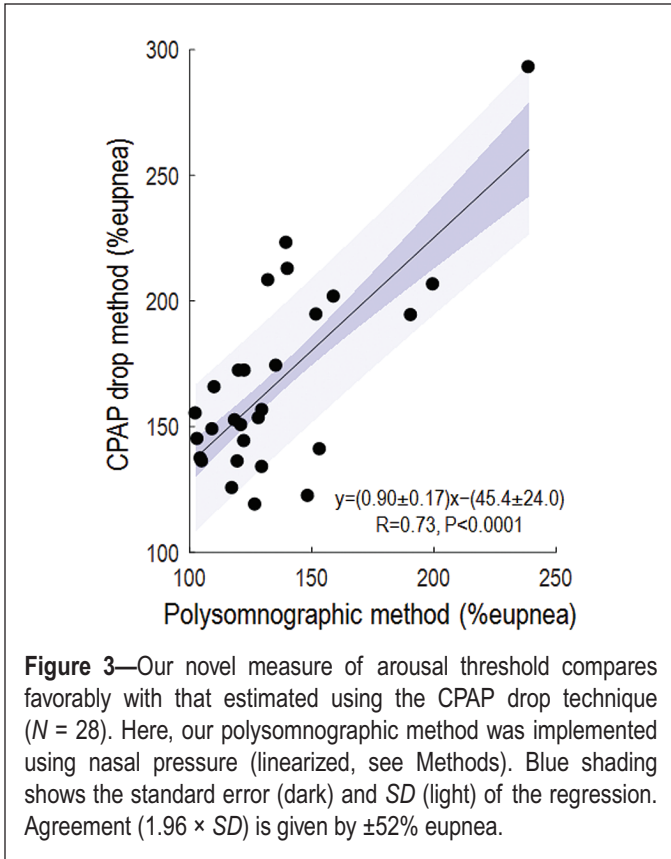 300
250
200
150
100
CPAP drop method (%eupnea)
y=(0.90±0.17)x−(45.4±24.0)
R=0.73, P<0.0001
100
150
200
250
Polysomnographic method (%eupnea)
Figure 3—Our novel measure of arousal threshold compares
favorably with that estimated using the CPAP drop technique
(N = 28). Here, our polysomnographic method was implemented
using nasal pressure (linearized, see Methods). Blue shading
shows the standard error (dark) and SD (light) of the regression.
Agreement (1.96 × SD) is given by ±52% eupnea.